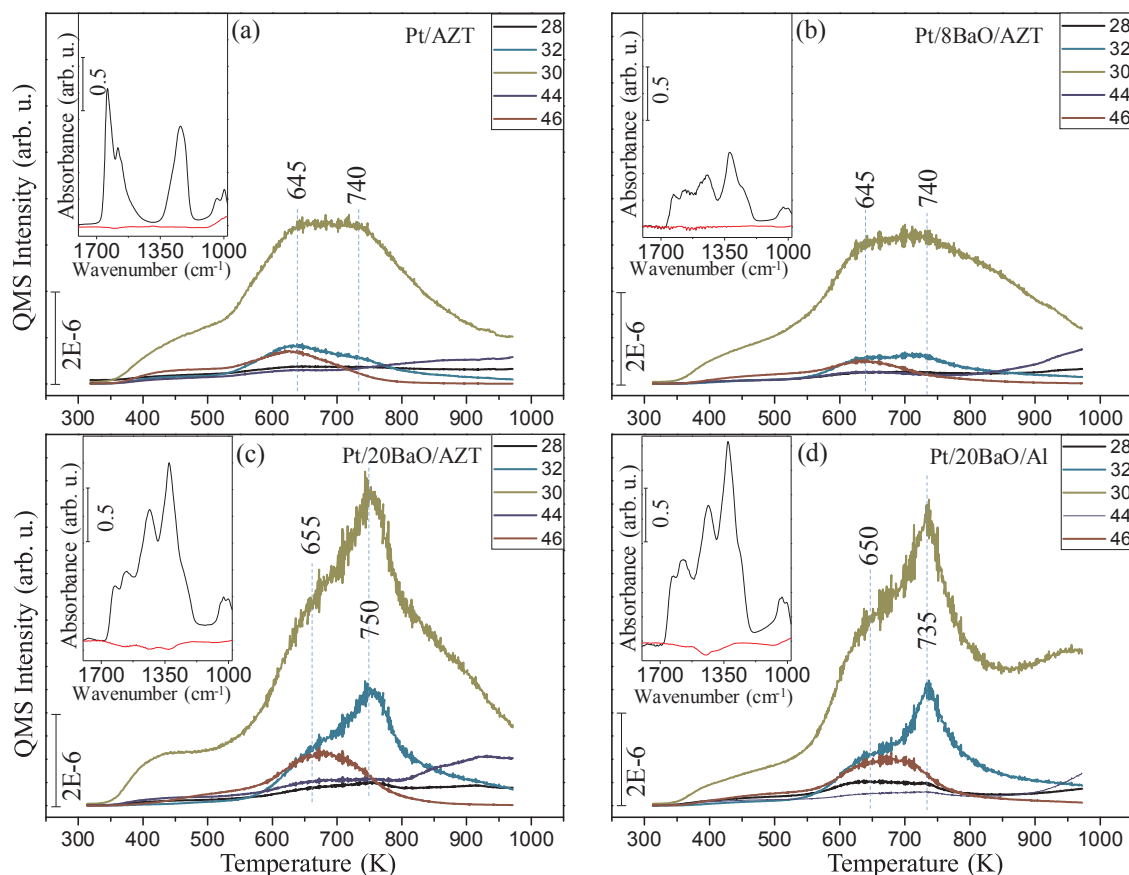 (a)
Pt/AZT
28
32
30
44
46
Absorbance (arb. u.)
0.5
1700 1350 1000
Wavenumber (cm-1)
645
740
QMS Intensity (arb. u.)
2E-6
300 400 500 600 700 800 900 1000
(b)
Pt/8BaO/AZT
28
32
30
44
46
Absorbance (arb. u.)
0.5
1700 1350 1000
Wavenumber (cm-1)
645
740
2E-6
300 400 500 600 700 800 900 1000
(c)
Pt/20BaO/AZT
28
32
30
44
46
Absorbance (arb. u.)
0.5
1700 1350 1000
Wavenumber (cm-1)
655
750
QMS Intensity (arb. u.)
2E-6
300 400 500 600 700 800 900 1000
Temperature (K)
(d)
Pt/20BaO/Al
28
32
30
44
46
Absorbance (arb. u.)
0.5
1700 1350 1000
Wavenumber (cm-1)
650
735
2E-6
300 400 500 600 700 800 900 1000
Temperature (K)